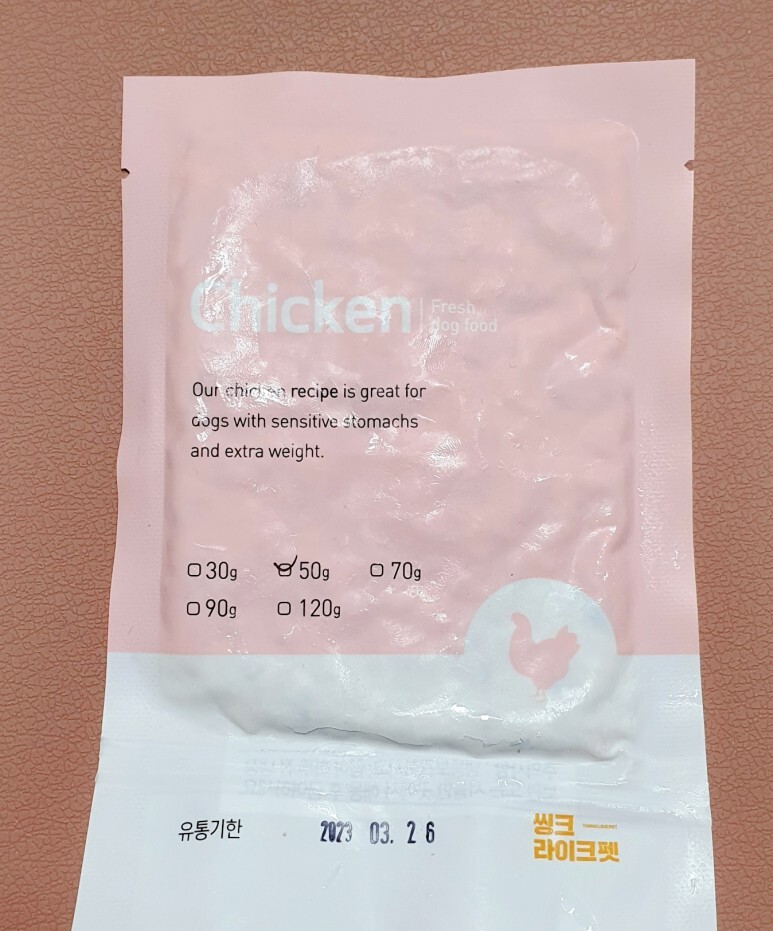 Chicken
Fresh
dog food
Our chicken recipe is great for
dogs with sensitive stomachs
and extra weight.
30g 50g 70g
90g 120g
유통기한 2023 03. 26
씽크
라이크펫